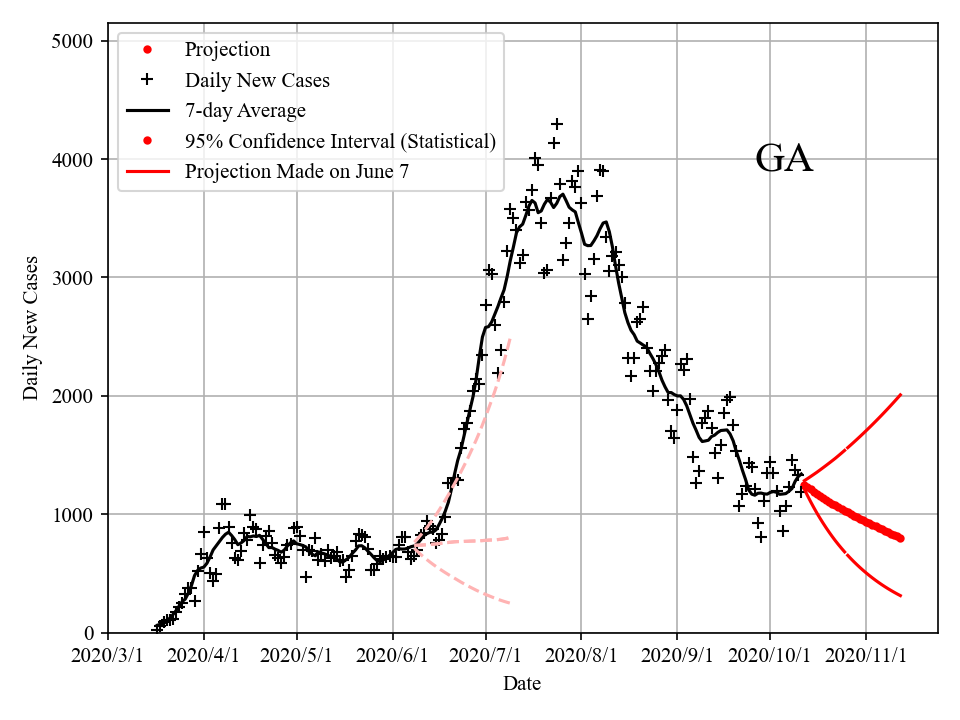 5000
4000
3000
2000
1000
0
Daily New Cases
Projection
Daily New Cases
7-day Average
95% Confidence Interval (Statistical)
Projection Made on June 7
GA
2020/3/1 2020/4/1 2020/5/1 2020/6/1 2020/7/1 2020/8/1 2020/9/1 2020/10/1 2020/11/1
Date